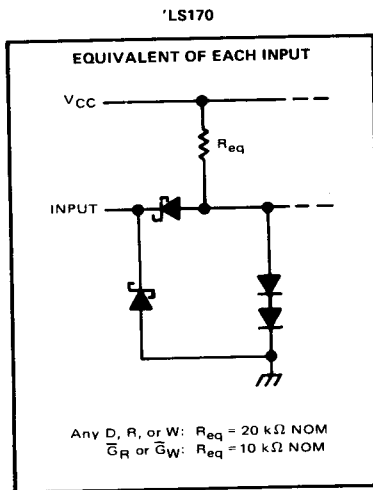 'LS170
EQUIVALENT OF EACH INPUT
VCC
Req
INPUT
Any D, R, or W: Req = 20 kΩ NOM
G̅R or G̅W: Req = 10 kΩ NOM